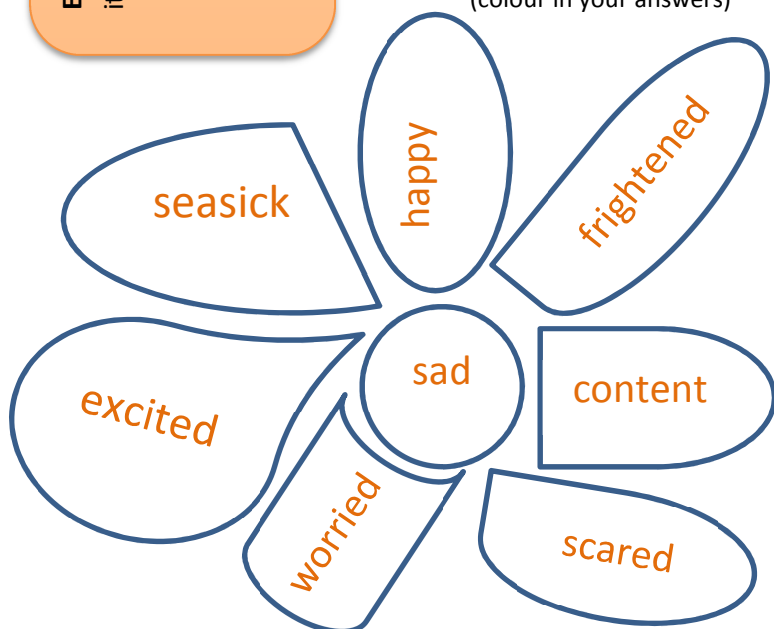 (colour in your answers)
happy
frightened
seasick
sad
content
excited
worried
scared